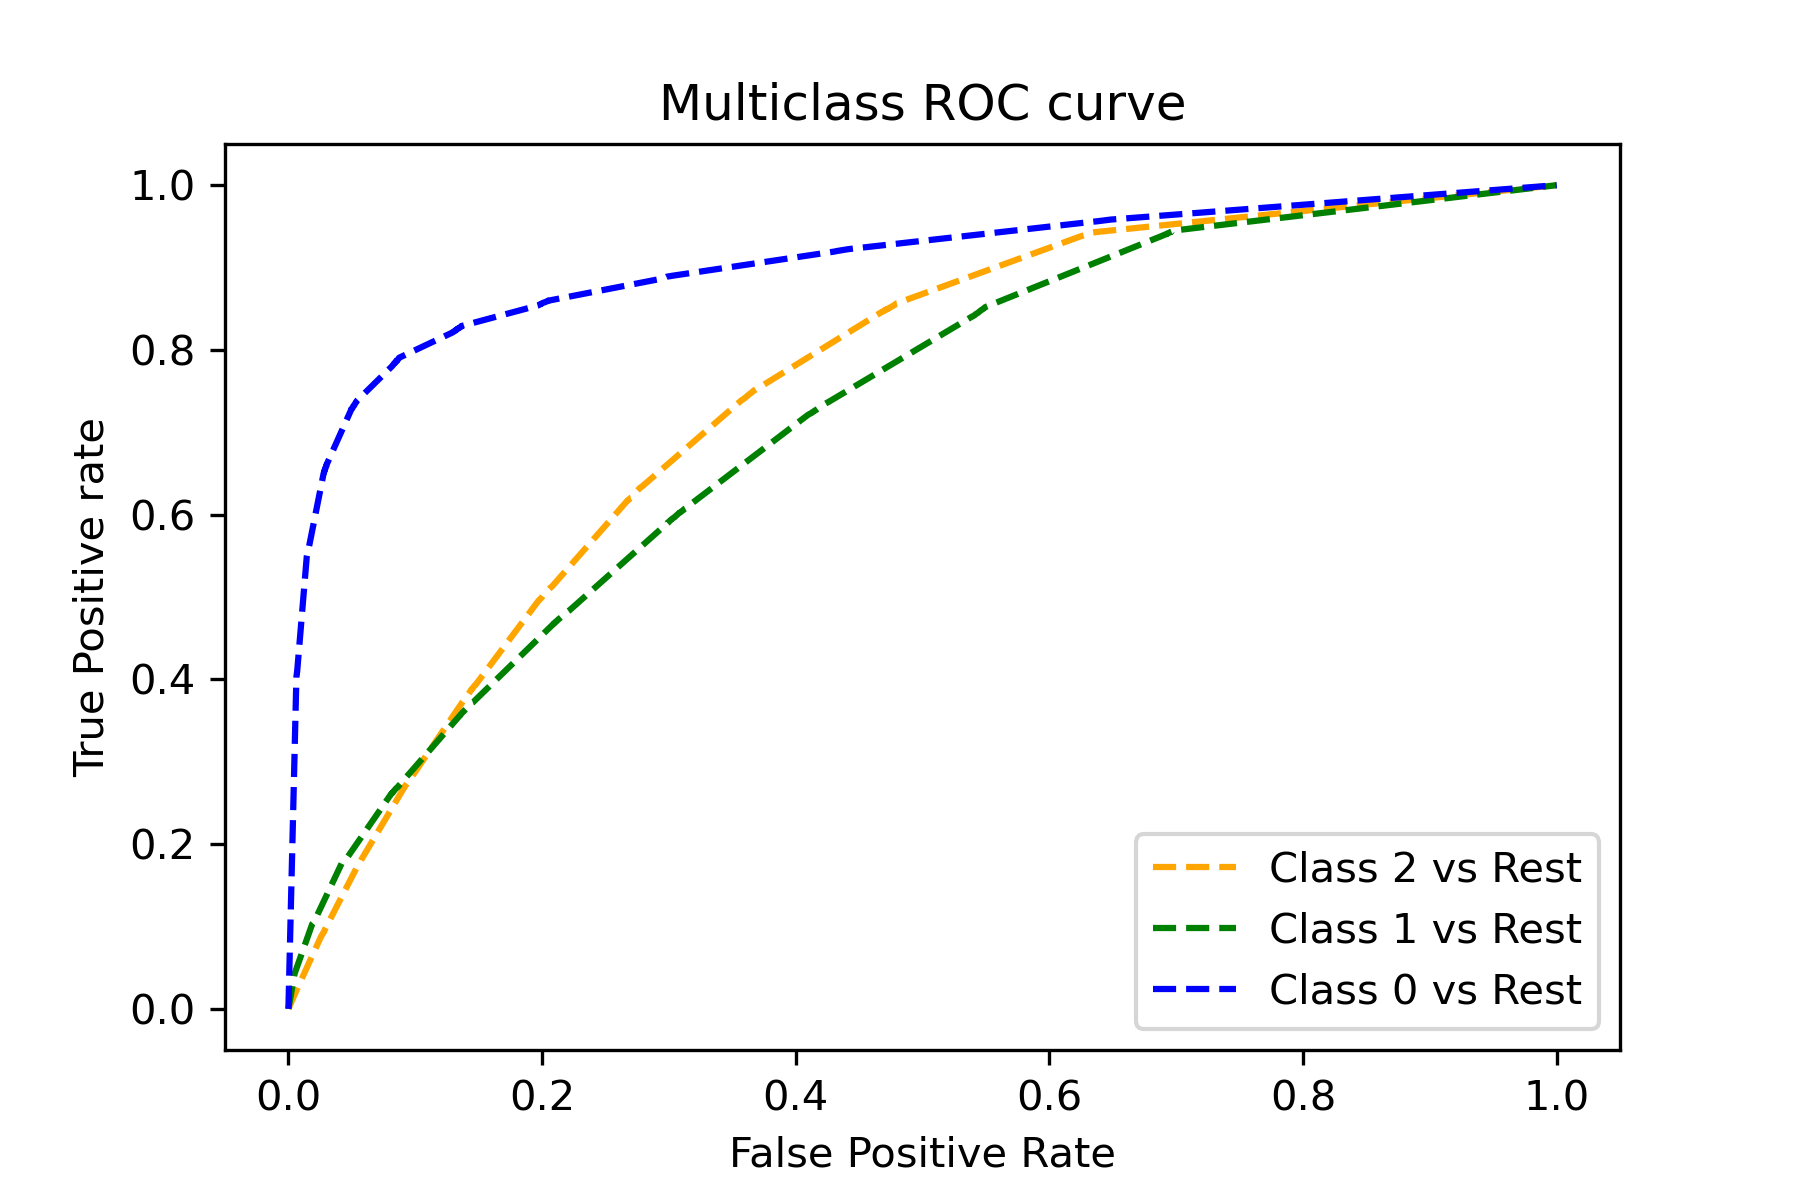 Multiclass ROC curve
True Positive rate
1.0
0.8
0.6
0.4
0.2
0.0
Class 2 vs Rest
Class 1 vs Rest
Class 0 vs Rest
0.0 0.2 0.4 0.6 0.8 1.0
False Positive Rate